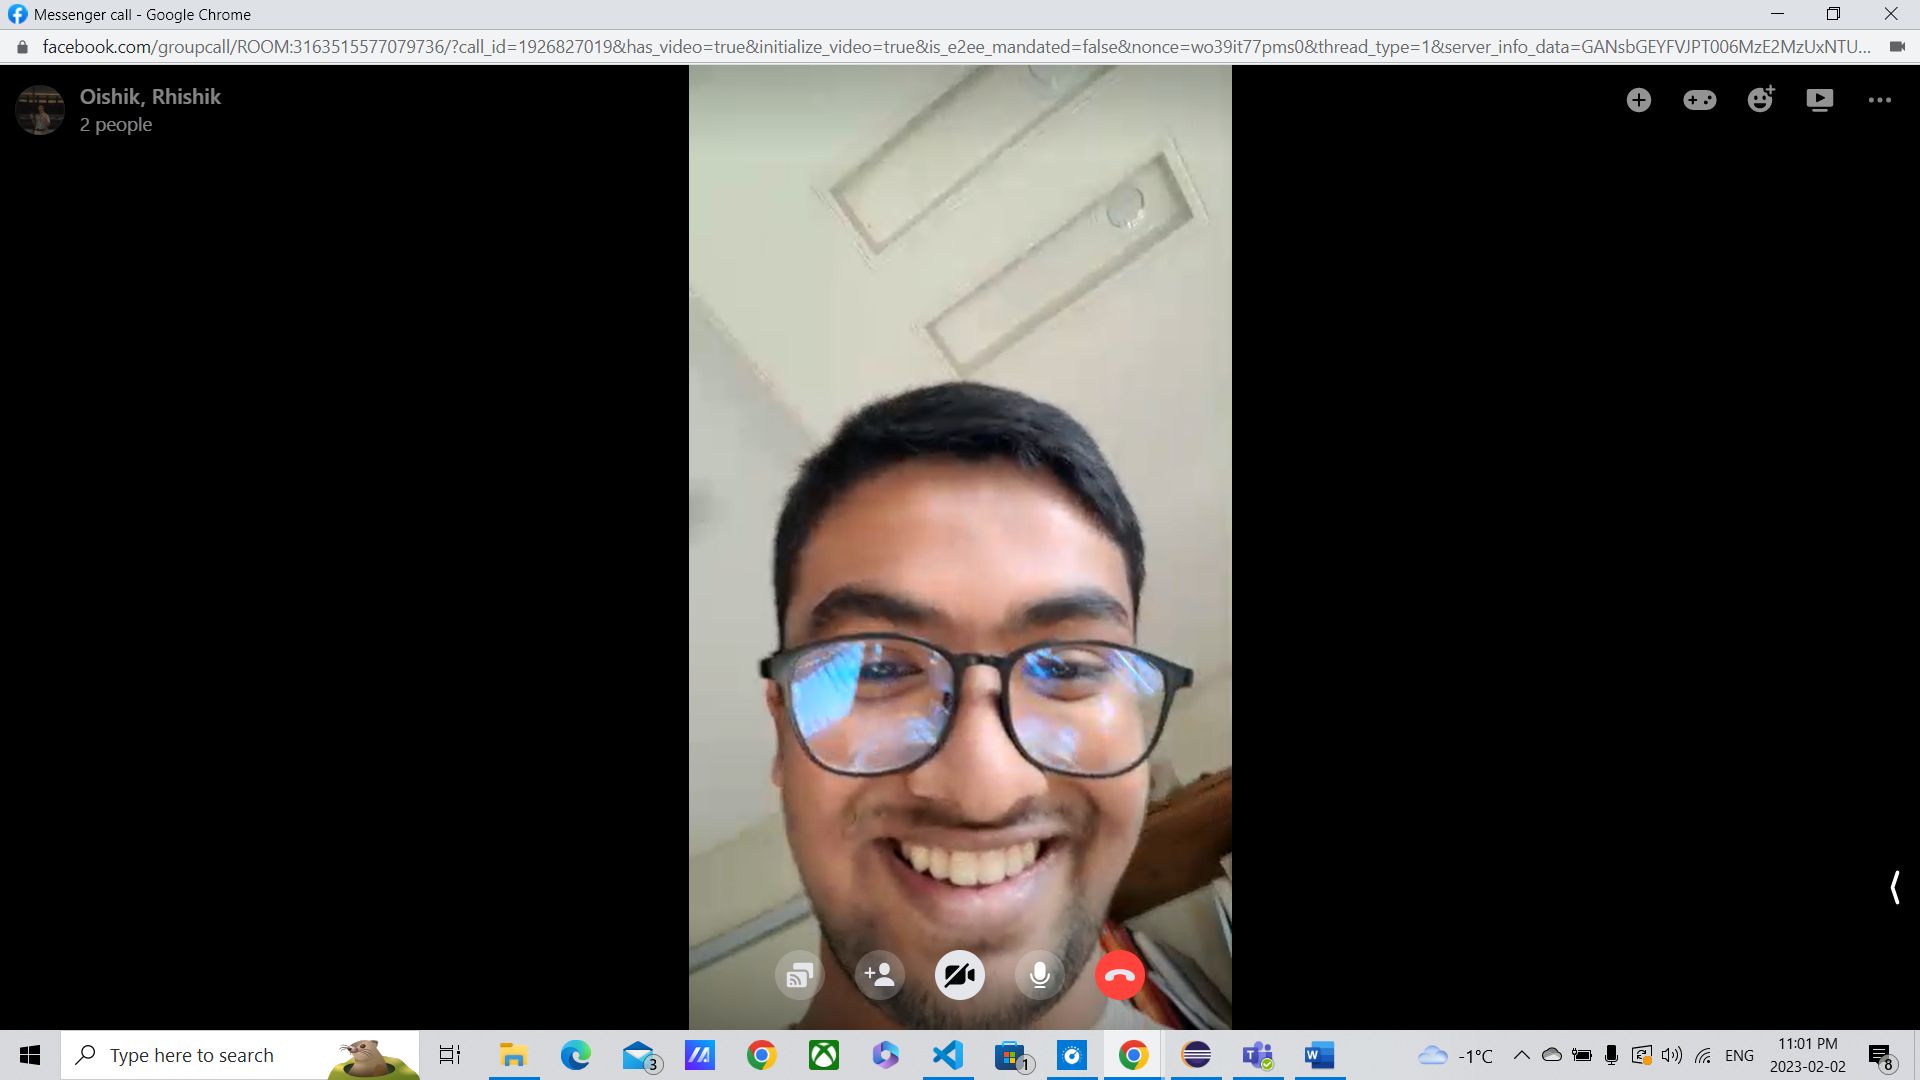 Messenger call - Google Chrome
facebook.com/groupcall/ROOM:3163515577079736/?call_id=1926827019&has_video=true&initialize_video=true&is_e2ee_mandated=false&nonce=wo39it77pms0&thread_type=1&server_info_data=GANsbGEYFVJPT006MzE2MzUxNTU...
Oishik, Rhishik
2 people
Type here to search
3
1
-1°C
ENG
11:01 PM
2023-02-02
8